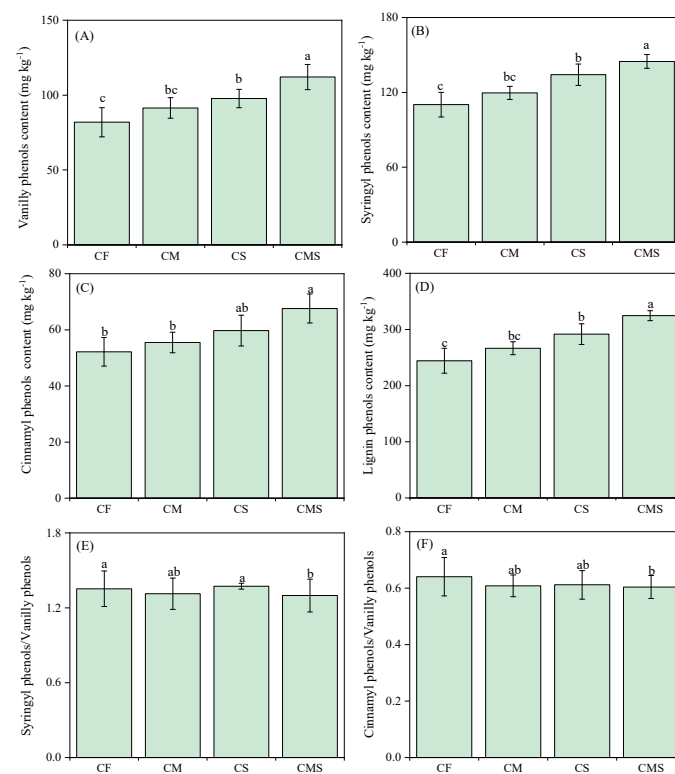 (A)
Vanilly phenols content (mg kg-1)
150
100
50
0
c
bc
b
a
CF CM CS CMS
(B)
Syringyl phenols content (mg kg-1)
180
120
60
0
c
bc
b
a
CF CM CS CMS
(C)
Cinnamyl phenols content (mg kg-1)
80
60
40
20
0
b
b
ab
a
CF CM CS CMS
(D)
Lignin phenols content (mg kg-1)
400
300
200
100
0
c
bc
b
a
CF CM CS CMS
(E)
Syringyl phenols/Vanilly phenols
1.8
1.2
0.6
0.0
a
ab
a
b
CF CM CS CMS
(F)
Cinnamyl phenols/Vanilly phenols
0.8
0.6
0.4
0.2
0.0
a
ab
ab
b
CF CM CS CMS